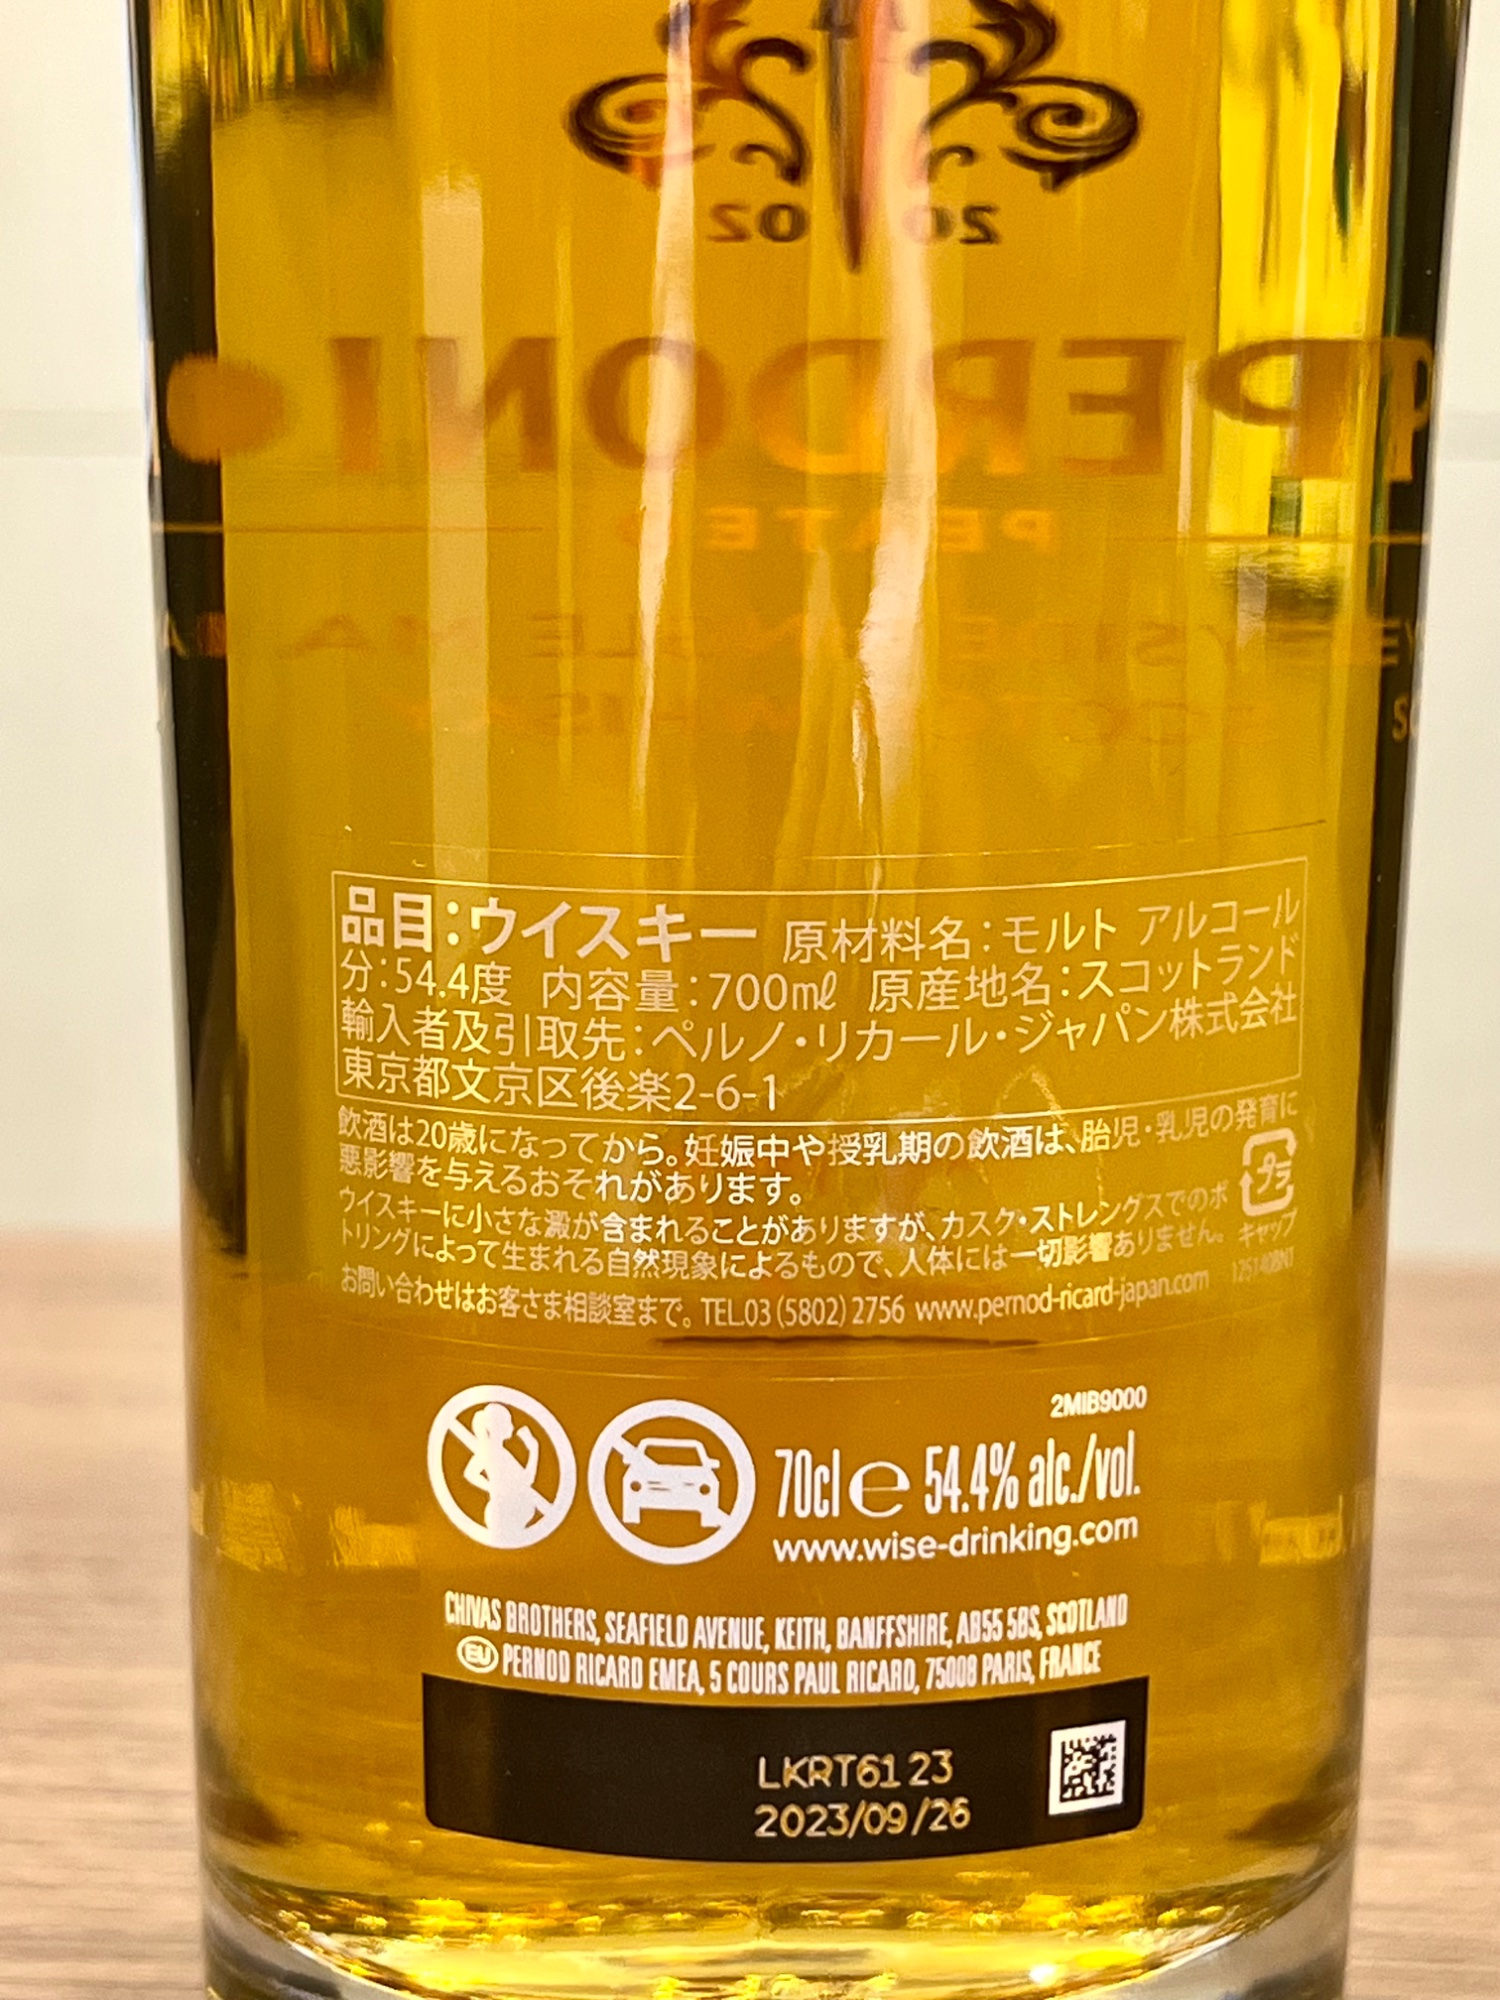 20 02
PERDONI
PEATED
品目：ウイスキー 原材料名：モルト アルコール
分：54.4度 内容量：700㎖ 原産地名：スコットランド
輸入者及引取先：ペルノ・リカール・ジャパン株式会社
東京都文京区後楽2-6-1
飲酒は20歳になってから。妊娠中や授乳期の飲酒は、胎児・乳児の発育に
悪影響を与えるおそれがあります。
プラ
ウイスキーに小さな澱が含まれることがありますが、カスク・ストレングスでのボ
トリングによって生まれる自然現象によるもので、人体には一切影響ありません。
キャップ
お問い合わせはお客さま相談室まで。TEL.03 (5802) 2756 www.pernod-ricard-japan.com
2MIB9000
70cl e 54.4% alc./vol.
www.wise-drinking.com
CHIVAS BROTHERS, SEAFIELD AVENUE, KEITH, BANFFSHIRE, AB55 5BS, SCOTLAND
EU PERNOD RICARD EMEA, 5 COURS PAUL RICARD, 75008 PARIS, FRANCE
LKRT61 23
2023/09/26